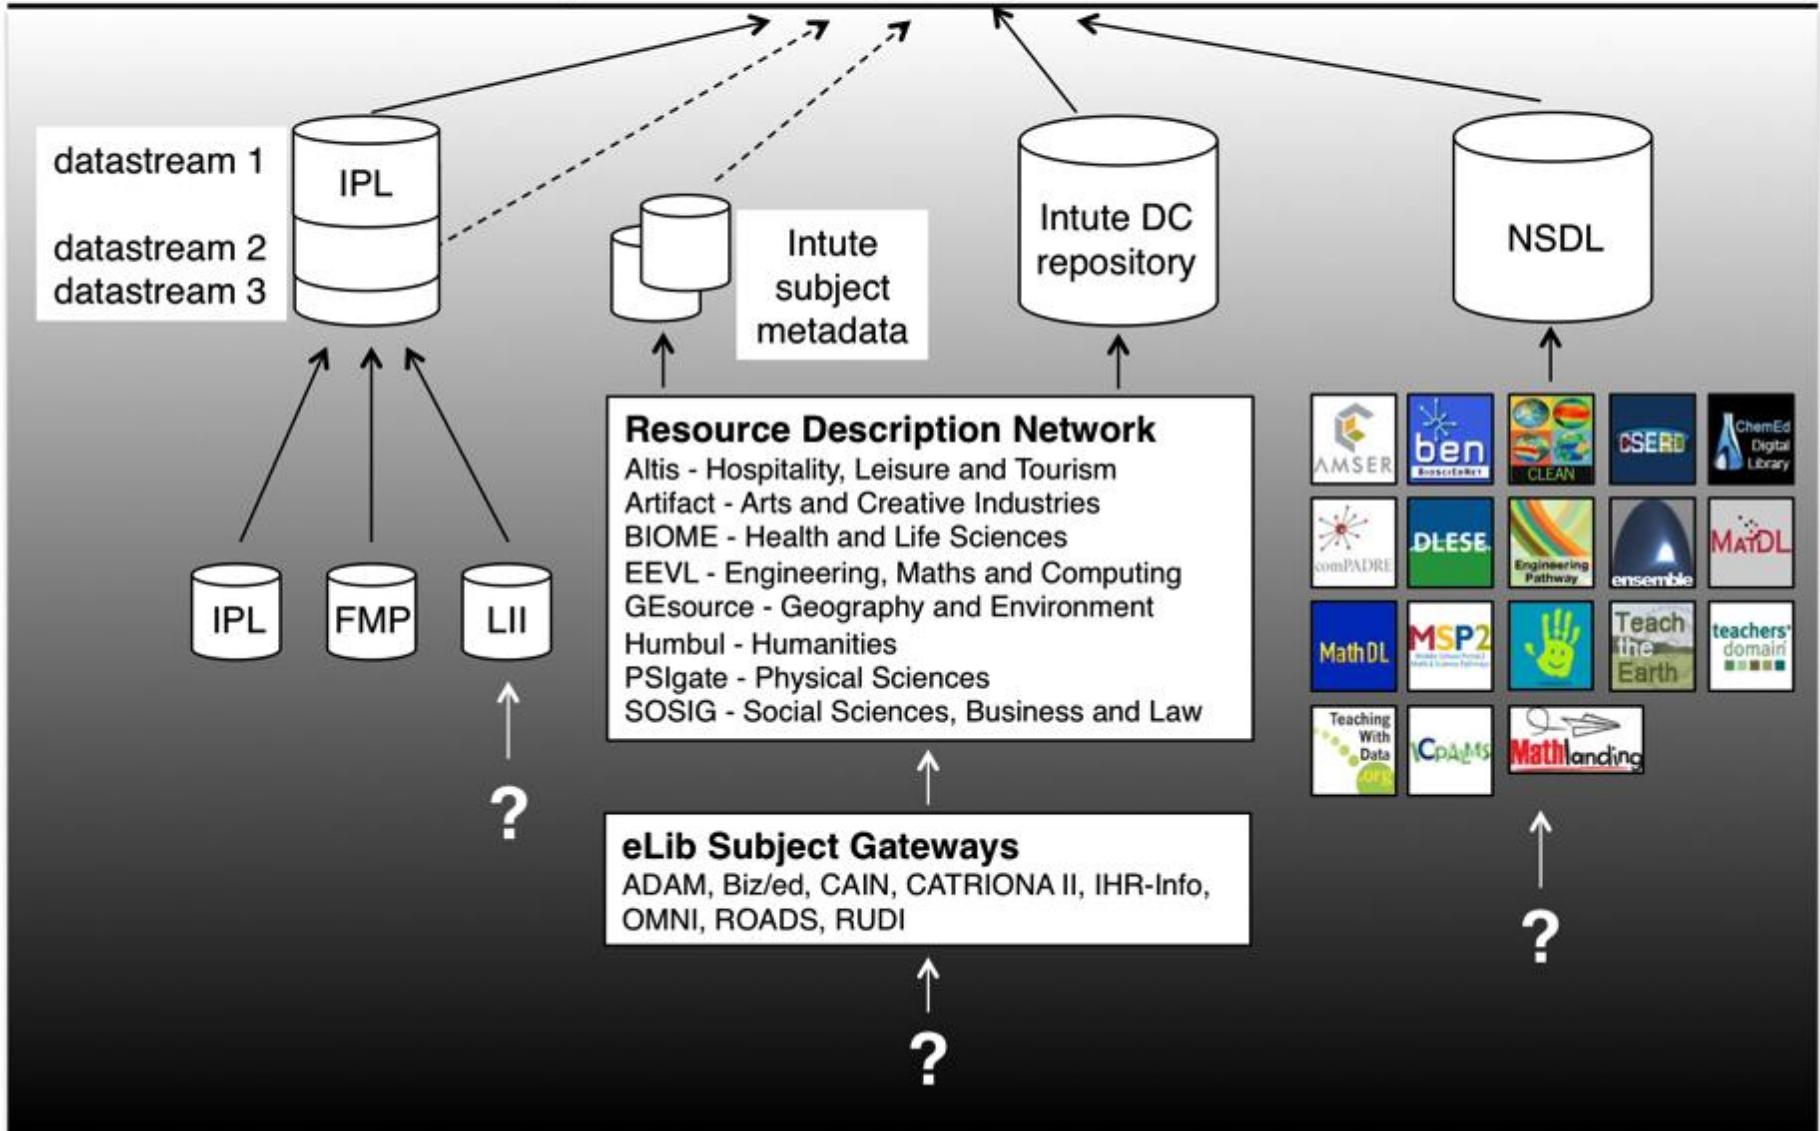 datastream 1
datastream 2
datastream 3
IPL
Intute
subject
metadata
Intute DC
repository
NSDL
IPL
FMP
LII
?
Resource Description Network
Altis - Hospitality, Leisure and Tourism
Artifact - Arts and Creative Industries
BIOME - Health and Life Sciences
EEVL - Engineering, Maths and Computing
GEsource - Geography and Environment
Humbul - Humanities
PSIgate - Physical Sciences
SOSIG - Social Sciences, Business and Law
eLib Subject Gateways
ADAM, Biz/ed, CAIN, CATRIONA II, IHR-Info,
OMNI, ROADS, RUDI
?
AMSER
ben
BIOSCIEDNET
CLEAN
CSERD
ChemEd
Digital
Library
comPADRE
DLESE
Engineering
Pathway
ensemble
MATDL
MathDL
MSP2
Teach
the
Earth
teachers'
domain
Teaching
With
Data
.org
iCPALMS
Mathlanding
?